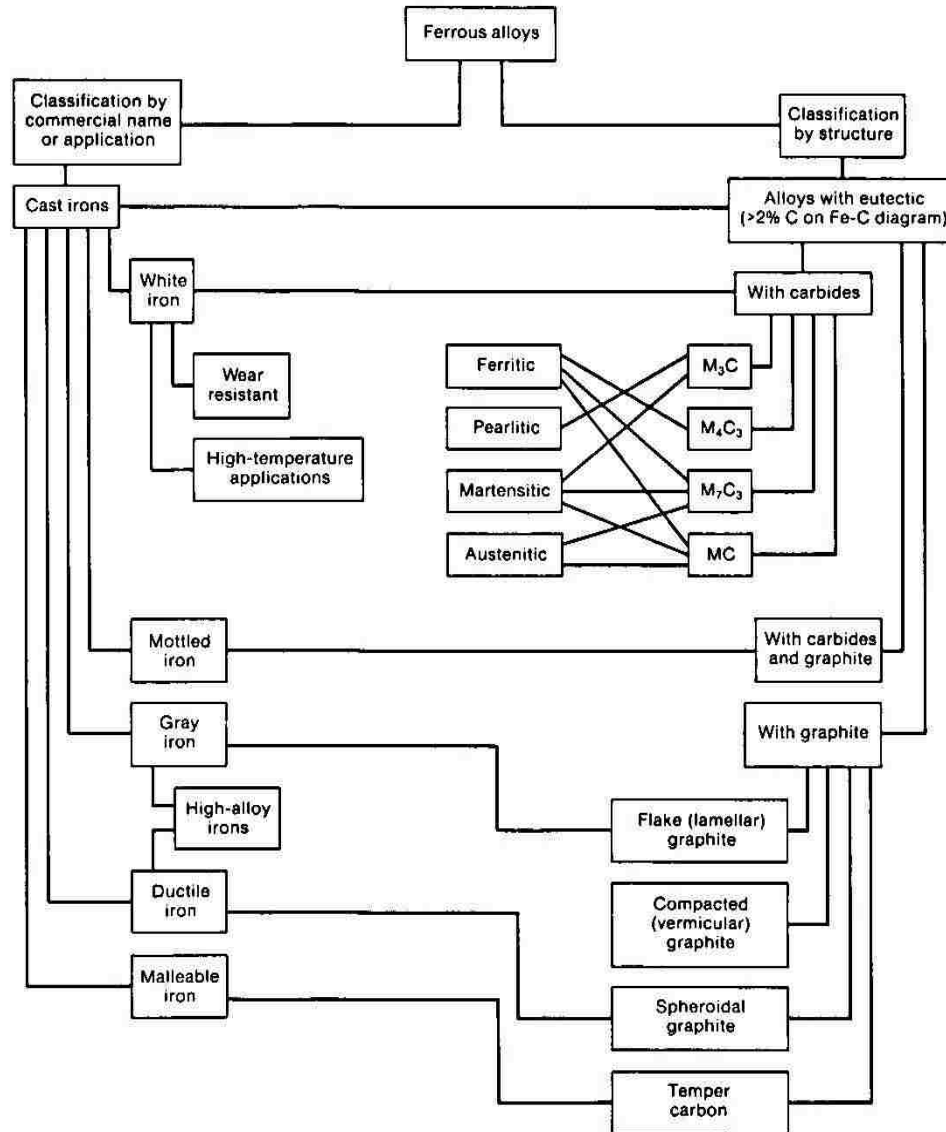 Ferrous alloys
Classification by
commercial name
or application
Classification
by structure
Cast irons
Alloys with eutectic
(>2% C on Fe-C diagram)
White
iron
With carbides
Wear
resistant
High-temperature
applications
Ferritic
Pearlitic
Martensitic
Austenitic
M₃C
M₄C₃
M₇C₃
MC
Mottled
iron
With carbides
and graphite
Gray
iron
With graphite
High-alloy
irons
Flake (lamellar)
graphite
Ductile
iron
Compacted
(vermicular)
graphite
Malleable
iron
Spheroidal
graphite
Temper
carbon